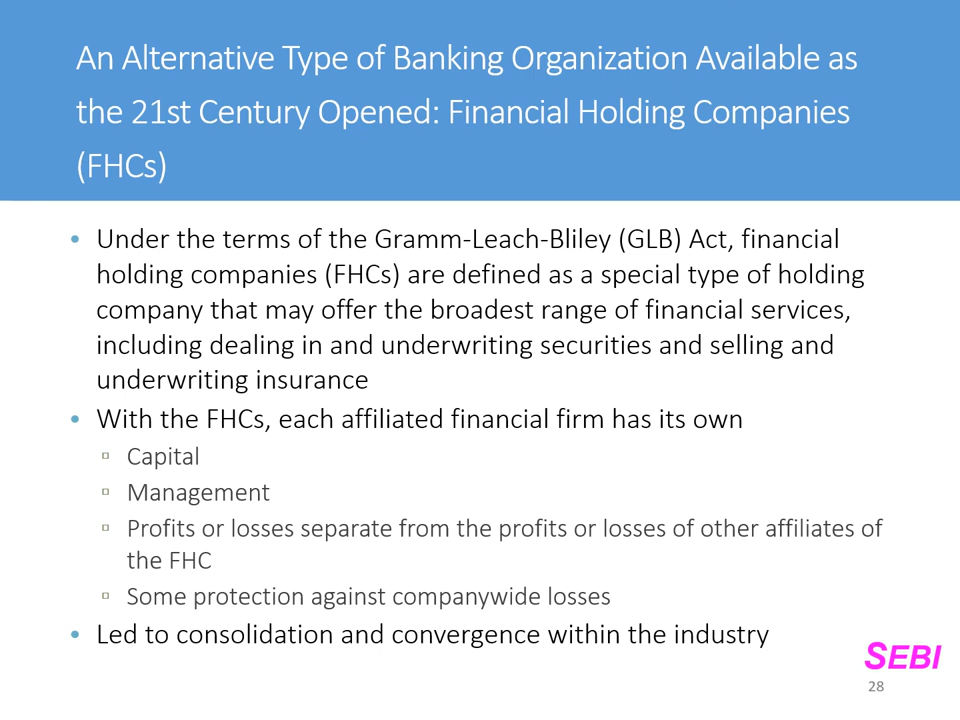 An Alternative Type of Banking Organization Available as
the 21st Century Opened: Financial Holding Companies
(FHCs)
• Under the terms of the Gramm-Leach-Bliley (GLB) Act, financial
holding companies (FHCs) are defined as a special type of holding
company that may offer the broadest range of financial services,
including dealing in and underwriting securities and selling and
underwriting insurance
• With the FHCs, each affiliated financial firm has its own
▫ Capital
▫ Management
▫ Profits or losses separate from the profits or losses of other affiliates of
the FHC
▫ Some protection against companywide losses
• Led to consolidation and convergence within the industry
SEBI
28